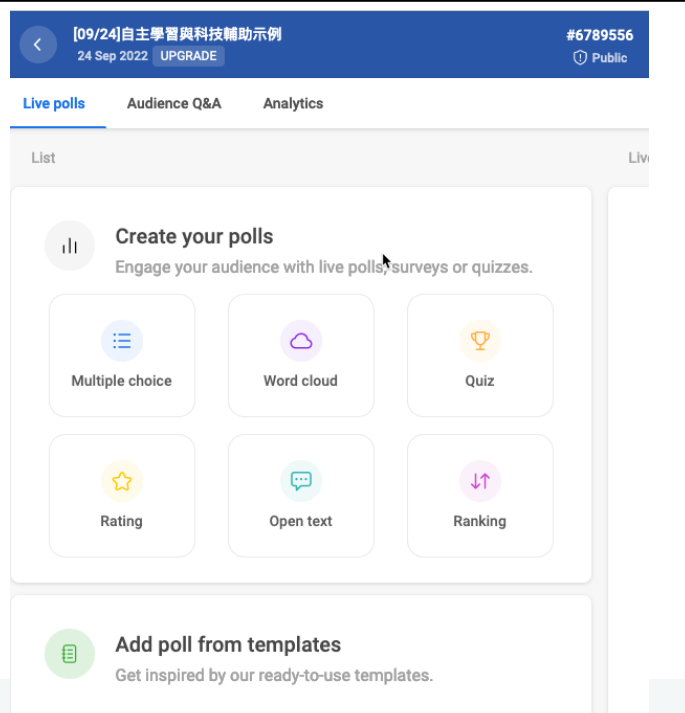 [09/24]自主學習與科技輔助示例
#6789556
24 Sep 2022 UPGRADE
Public
Live polls Audience Q&A Analytics
List
Create your polls
Engage your audience with live polls, surveys or quizzes.
Multiple choice Word cloud Quiz
Rating Open text Ranking
Add poll from templates
Get inspired by our ready-to-use templates.